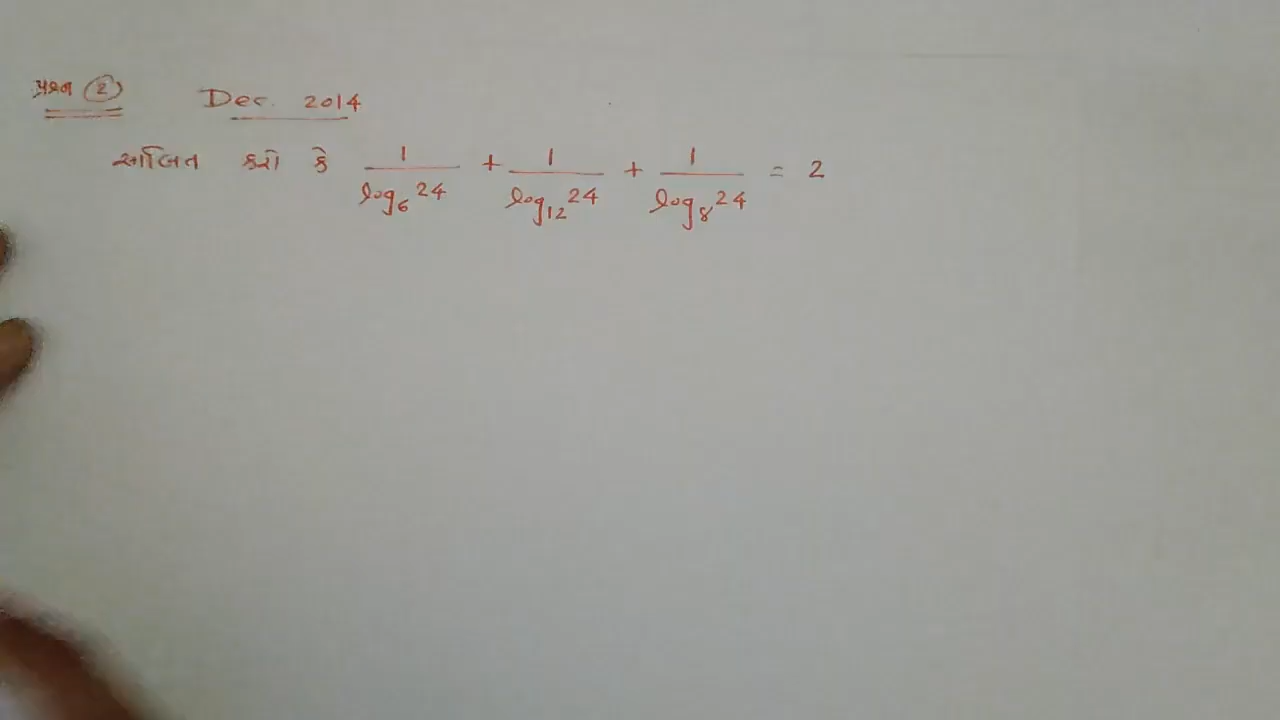 પ્રશ્ન (2) Dec. 2014
સાબિત કરો કે 1/log₆24 + 1/log₁₂24 + 1/log₈24 = 2